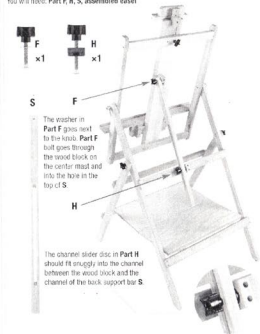 You will need: Part F, H, S, assembled easel
F
×1
H
×1
S
F
The washer in
Part F goes next
to the knob. Part F
bolt goes through
the wood block on
the center mast and
into the hole in the
top of S.
H
The channel slider disc in Part H
should fit snuggly into the channel
between the wood block and the
channel of the back support bar S.